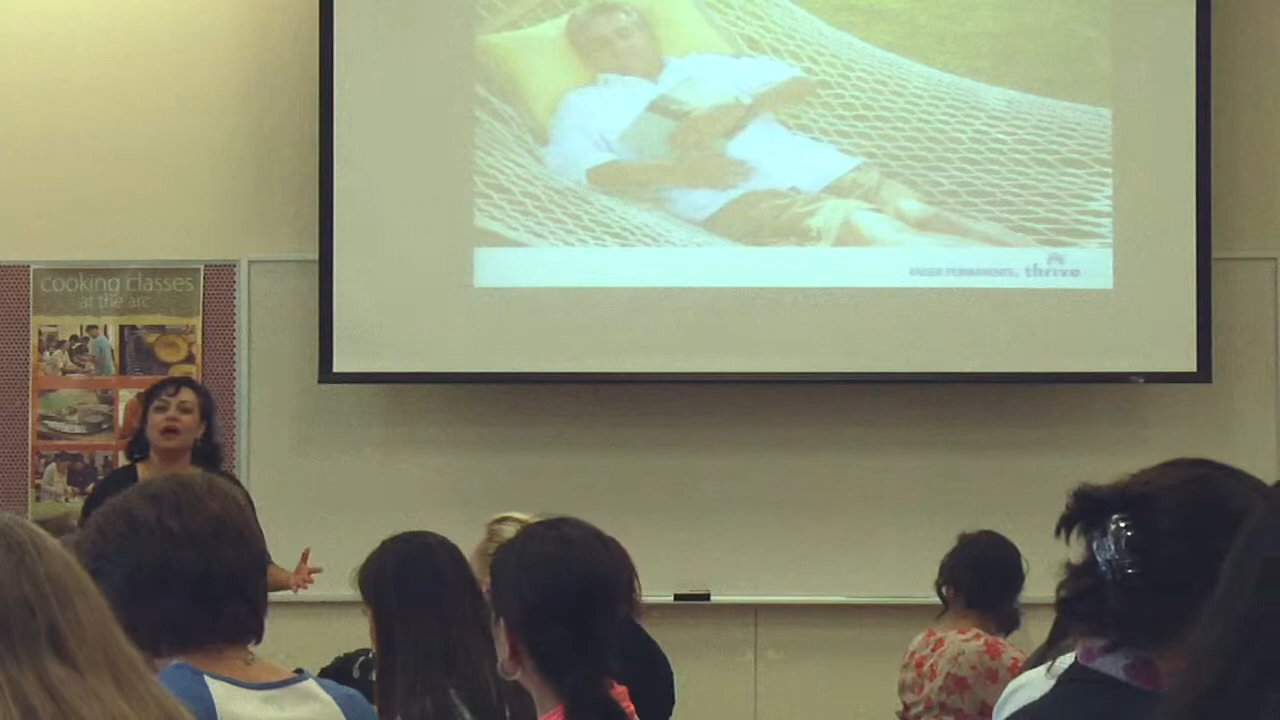 KAISER PERMANENTE. thrive
cooking classes
at the arc